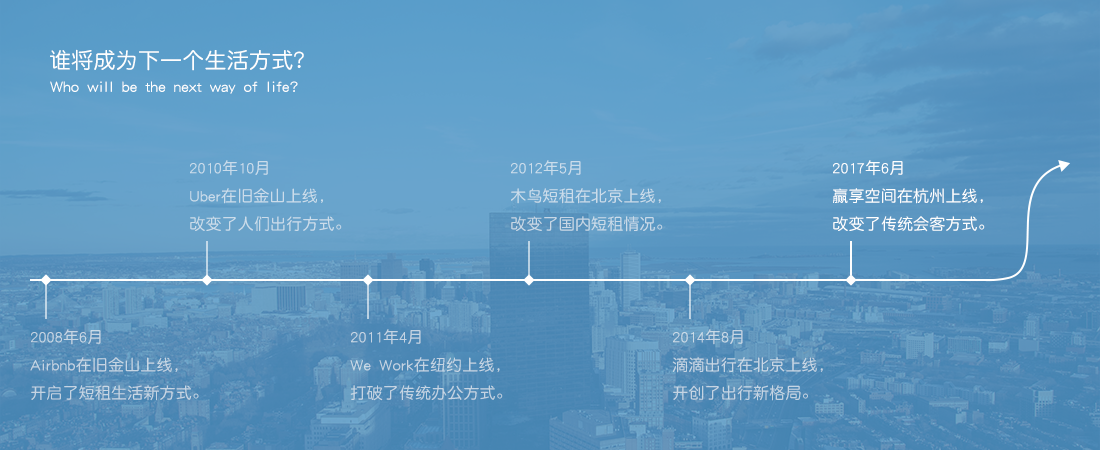 谁将成为下一个生活方式?
Who will be the next way of life?
2010年10月
Uber在旧金山上线,
改变了人们出行方式。
2012年5月
木鸟短租在北京上线,
改变了国内短租情况。
2017年6月
赢享空间在杭州上线,
改变了传统会客方式。
2008年6月
Airbnb在旧金山上线,
开启了短租生活新方式。
2011年4月
We Work在纽约上线,
打破了传统办公方式。
2014年8月
滴滴出行在北京上线,
开创了出行新格局。